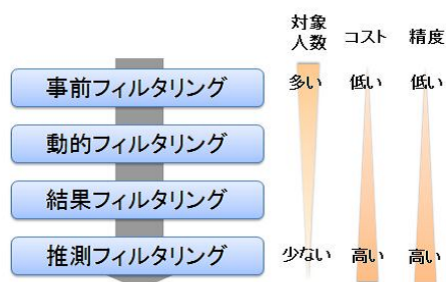 対象
人数
コスト
精度
事前フィルタリング
多い
低い
低い
動的フィルタリング
結果フィルタリング
推測フィルタリング
少ない
高い
高い